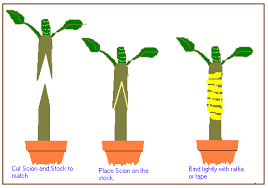 Cut Scion and Stock to
match
Place Scion on the
stock.
Bind tightly with raffia
or tape